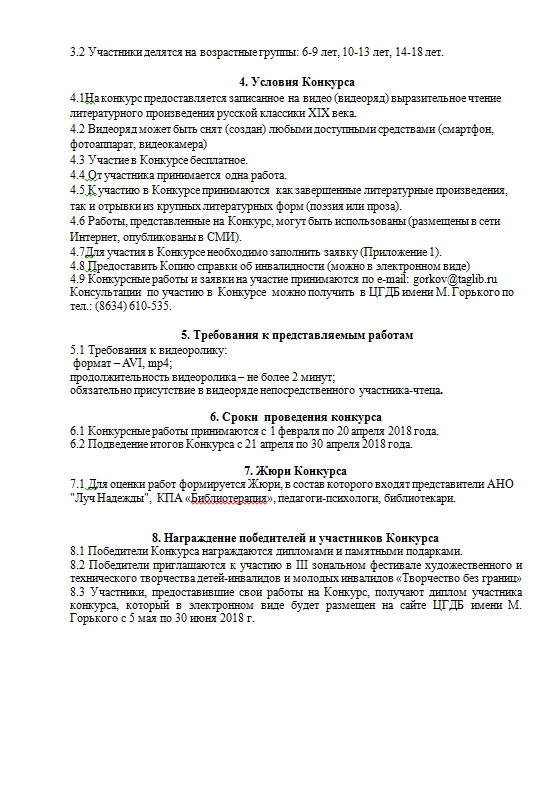 3.2 Участники делятся на возрастные группы: 6-9 лет, 10-13 лет, 14-18 лет.
4. Условия Конкурса
4.1На конкурс предоставляется записанное на видео (видеоряд) выразительное чтение
литературного произведения русской классики XIX века.
4.2 Видеоряд может быть снят (создан) любыми доступными средствами (смартфон,
фотоаппарат, видеокамера)
4.3 Участие в Конкурсе бесплатное.
4.4.От участника принимается одна работа.
4.5.К участию в Конкурсе принимаются как завершенные литературные произведения,
так и отрывки из крупных литературных форм (поэзия или проза).
4.6 Работы, представленные на Конкурс, могут быть использованы (размещены в сети
Интернет, опубликованы в СМИ).
4.7Для участия в Конкурсе необходимо заполнить заявку (Приложение 1).
4.8.Предоставить Копию справки об инвалидности (можно в электронном виде)
4.9 Конкурсные работы и заявки на участие принимаются по e-mail: gorkov@taglib.ru
Консультации по участию в Конкурсе можно получить в ЦГДБ имени М. Горького по
тел.: (8634) 610-535.
5. Требования к представляемым работам
5.1 Требования к видеоролику:
формат – AVI, mp4;
продолжительность видеоролика – не более 2 минут;
обязательно присутствие в видеоряде непосредственного участника-чтеца.
6. Сроки проведения конкурса
6.1 Конкурсные работы принимаются с 1 февраля по 20 апреля 2018 года.
6.2 Подведение итогов Конкурса с 21 апреля по 30 апреля 2018 года.
7. Жюри Конкурса
7.1.Для оценки работ формируется Жюри, в состав которого входят представители АНО
"Луч Надежды", КПА «Библиотерапия», педагоги-психологи, библиотекари.
8. Награждение победителей и участников Конкурса
8.1 Победители Конкурса награждаются дипломами и памятными подарками.
8.2 Победители приглашаются к участию в III зональном фестивале художественного и
технического творчества детей-инвалидов и молодых инвалидов «Творчество без границ»
8.3 Участники, предоставившие свои работы на Конкурс, получают диплом участника
конкурса, который в электронном виде будет размещен на сайте ЦГДБ имени М.
Горького с 5 мая по 30 июня 2018 г.